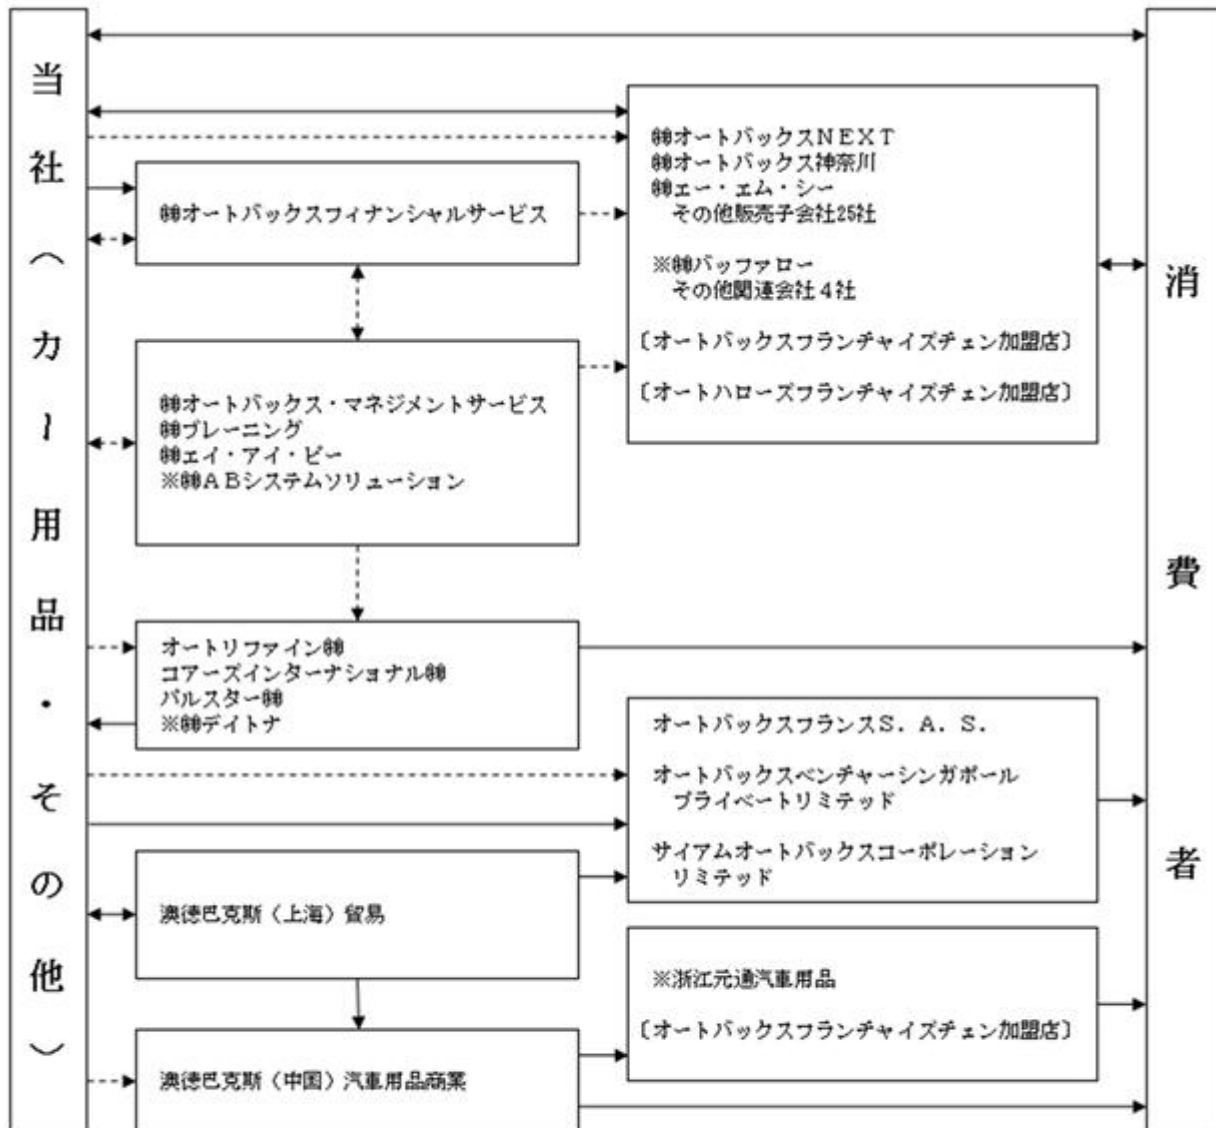 当社（カー用品・その他）
㈱オートバックスＮＥＸＴ
㈱オートバックス神奈川
㈱エー・エム・シー
その他販売子会社25社
※㈱バッファロー
その他関連会社４社
〔オートバックスフランチャイズチェン加盟店〕
〔オートハローズフランチャイズチェン加盟店〕
㈱オートバックスフィナンシャルサービス
㈱オートバックス・マネジメントサービス
㈱ブレーニング
㈱エイ・アイ・ピー
※㈱ＡＢシステムソリューション
オートリファイン㈱
コアーズインターナショナル㈱
パルスター㈱
※㈱デイトナ
オートバックスフランスＳ．Ａ．Ｓ．
オートバックスベンチャーシンガポール
プライベートリミテッド
サイアムオートバックスコーポレーション
リミテッド
澳徳巴克斯（上海）貿易
※浙江元通汽車用品
〔オートバックスフランチャイズチェン加盟店〕
澳徳巴克斯（中国）汽車用品商業
消費者